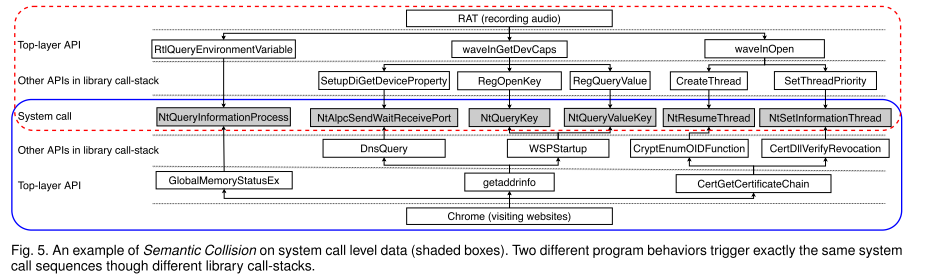 RAT (recording audio)
Top-layer API
RtlQueryEnvironmentVariable
waveInGetDevCaps
waveInOpen
Other APIs in library call-stack
SetupDiGetDeviceProperty
RegOpenKey
RegQueryValue
CreateThread
SetThreadPriority
System call
NtQueryInformationProcess
NtAlpcSendWaitReceivePort
NtQueryKey
NtQueryValueKey
NtResumeThread
NtSetInformationThread
Other APIs in library call-stack
DnsQuery
WSPStartup
CryptEnumOIDFunction
CertDllVerifyRevocation
Top-layer API
GlobalMemoryStatusEx
getaddrinfo
CertGetCertificateChain
Chrome (visiting websites)
Fig. 5. An example of Semantic Collision on system call level data (shaded boxes). Two different program behaviors trigger exactly the same system
call sequences though different library call-stacks.